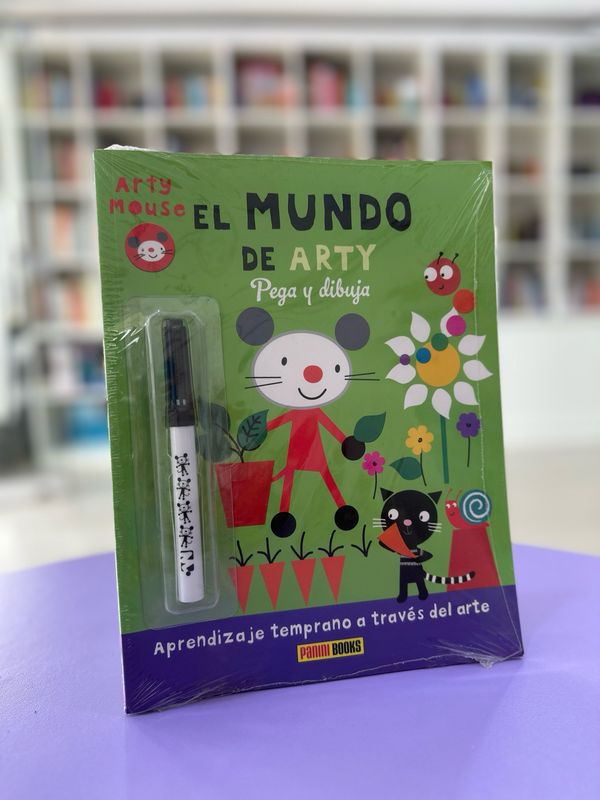 Arty
Mouse
EL MUNDO
DE ARTY
Pega y dibuja
Aprendizaje temprano a través del arte
PANINI BOOKS